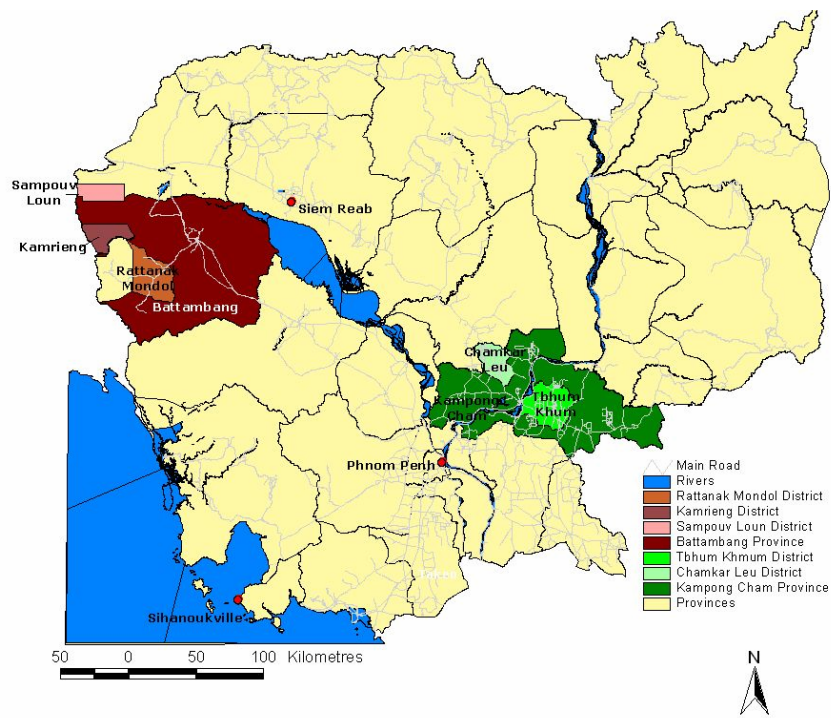 Sampouv
Loun
Siem Reab
Kamrieng
Rattanak
Mondol
Battambang
Chamkar
Leu
Kampong
Cham
Tbhum
Khum
Phnom Penh
Sihanoukville
Main Road
Rivers
Rattanak Mondol District
Kamrieng District
Sampouv Loun District
Battambang Province
Tbhum Khmum District
Chamkar Leu District
Kampong Cham Province
Provinces
50 0 50 100 Kilometres
N